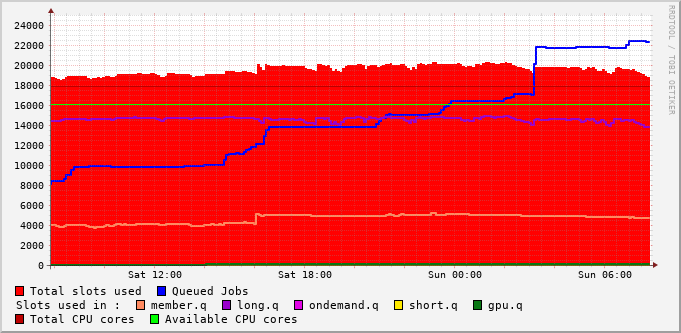 RRDTOOL / TOBI OETIKER
24000
22000
20000
18000
16000
14000
12000
10000
8000
6000
4000
2000
0
Sat 12:00 Sat 18:00 Sun 00:00 Sun 06:00
Total slots used Queued Jobs
Slots used in : member.q long.q ondemand.q short.q gpu.q
Total CPU cores Available CPU cores